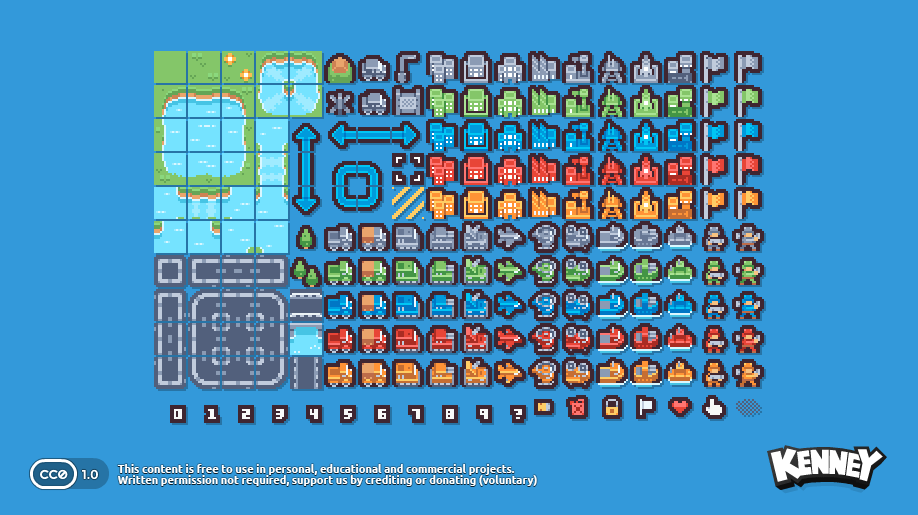 0 1 2 3 4 5 6 7 8 9 ?
CC0 1.0
This content is free to use in personal, educational and commercial projects.
Written permission not required, support us by crediting or donating (voluntary)
KENNEY